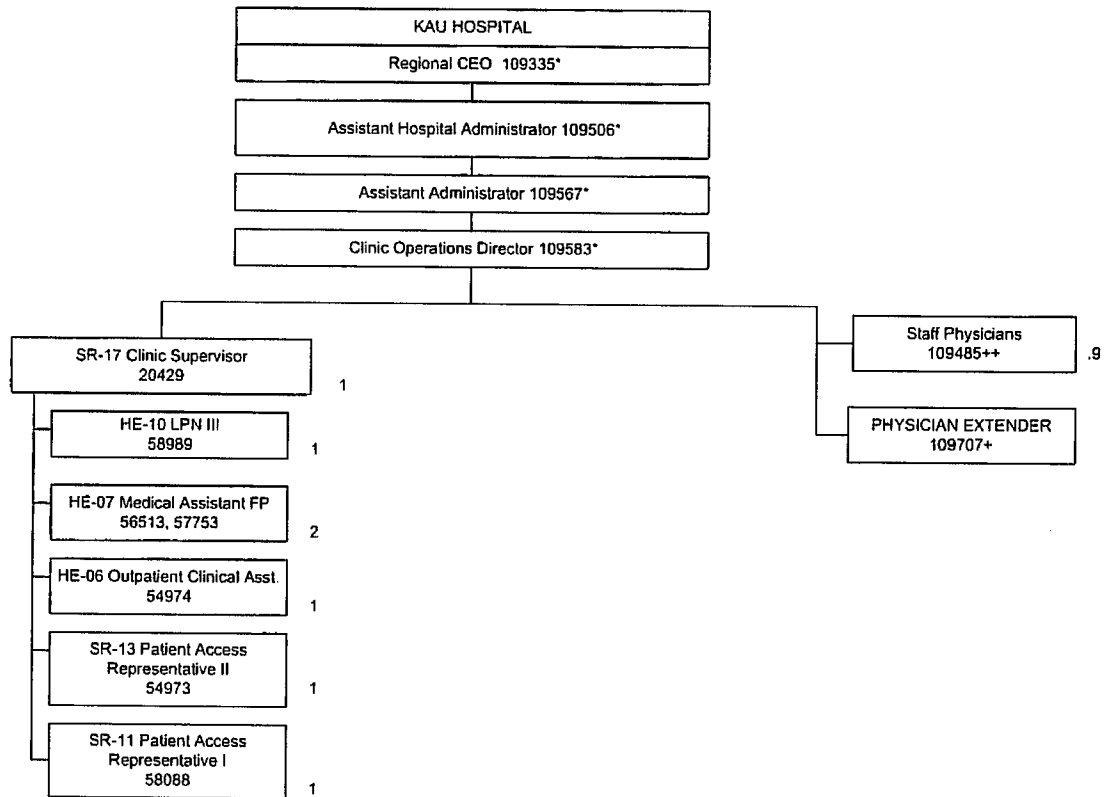 KAU HOSPITAL
Regional CEO 109335*
Assistant Hospital Administrator 109506*
Assistant Administrator 109567*
Clinic Operations Director 109583*
SR-17 Clinic Supervisor
20429
1
HE-10 LPN III
58989
1
HE-07 Medical Assistant FP
56513, 57753
2
HE-06 Outpatient Clinical Asst.
54974
1
SR-13 Patient Access
Representative II
54973
1
SR-11 Patient Access
Representative I
58088
1
Staff Physicians
109485++
.9
PHYSICIAN EXTENDER
109707+